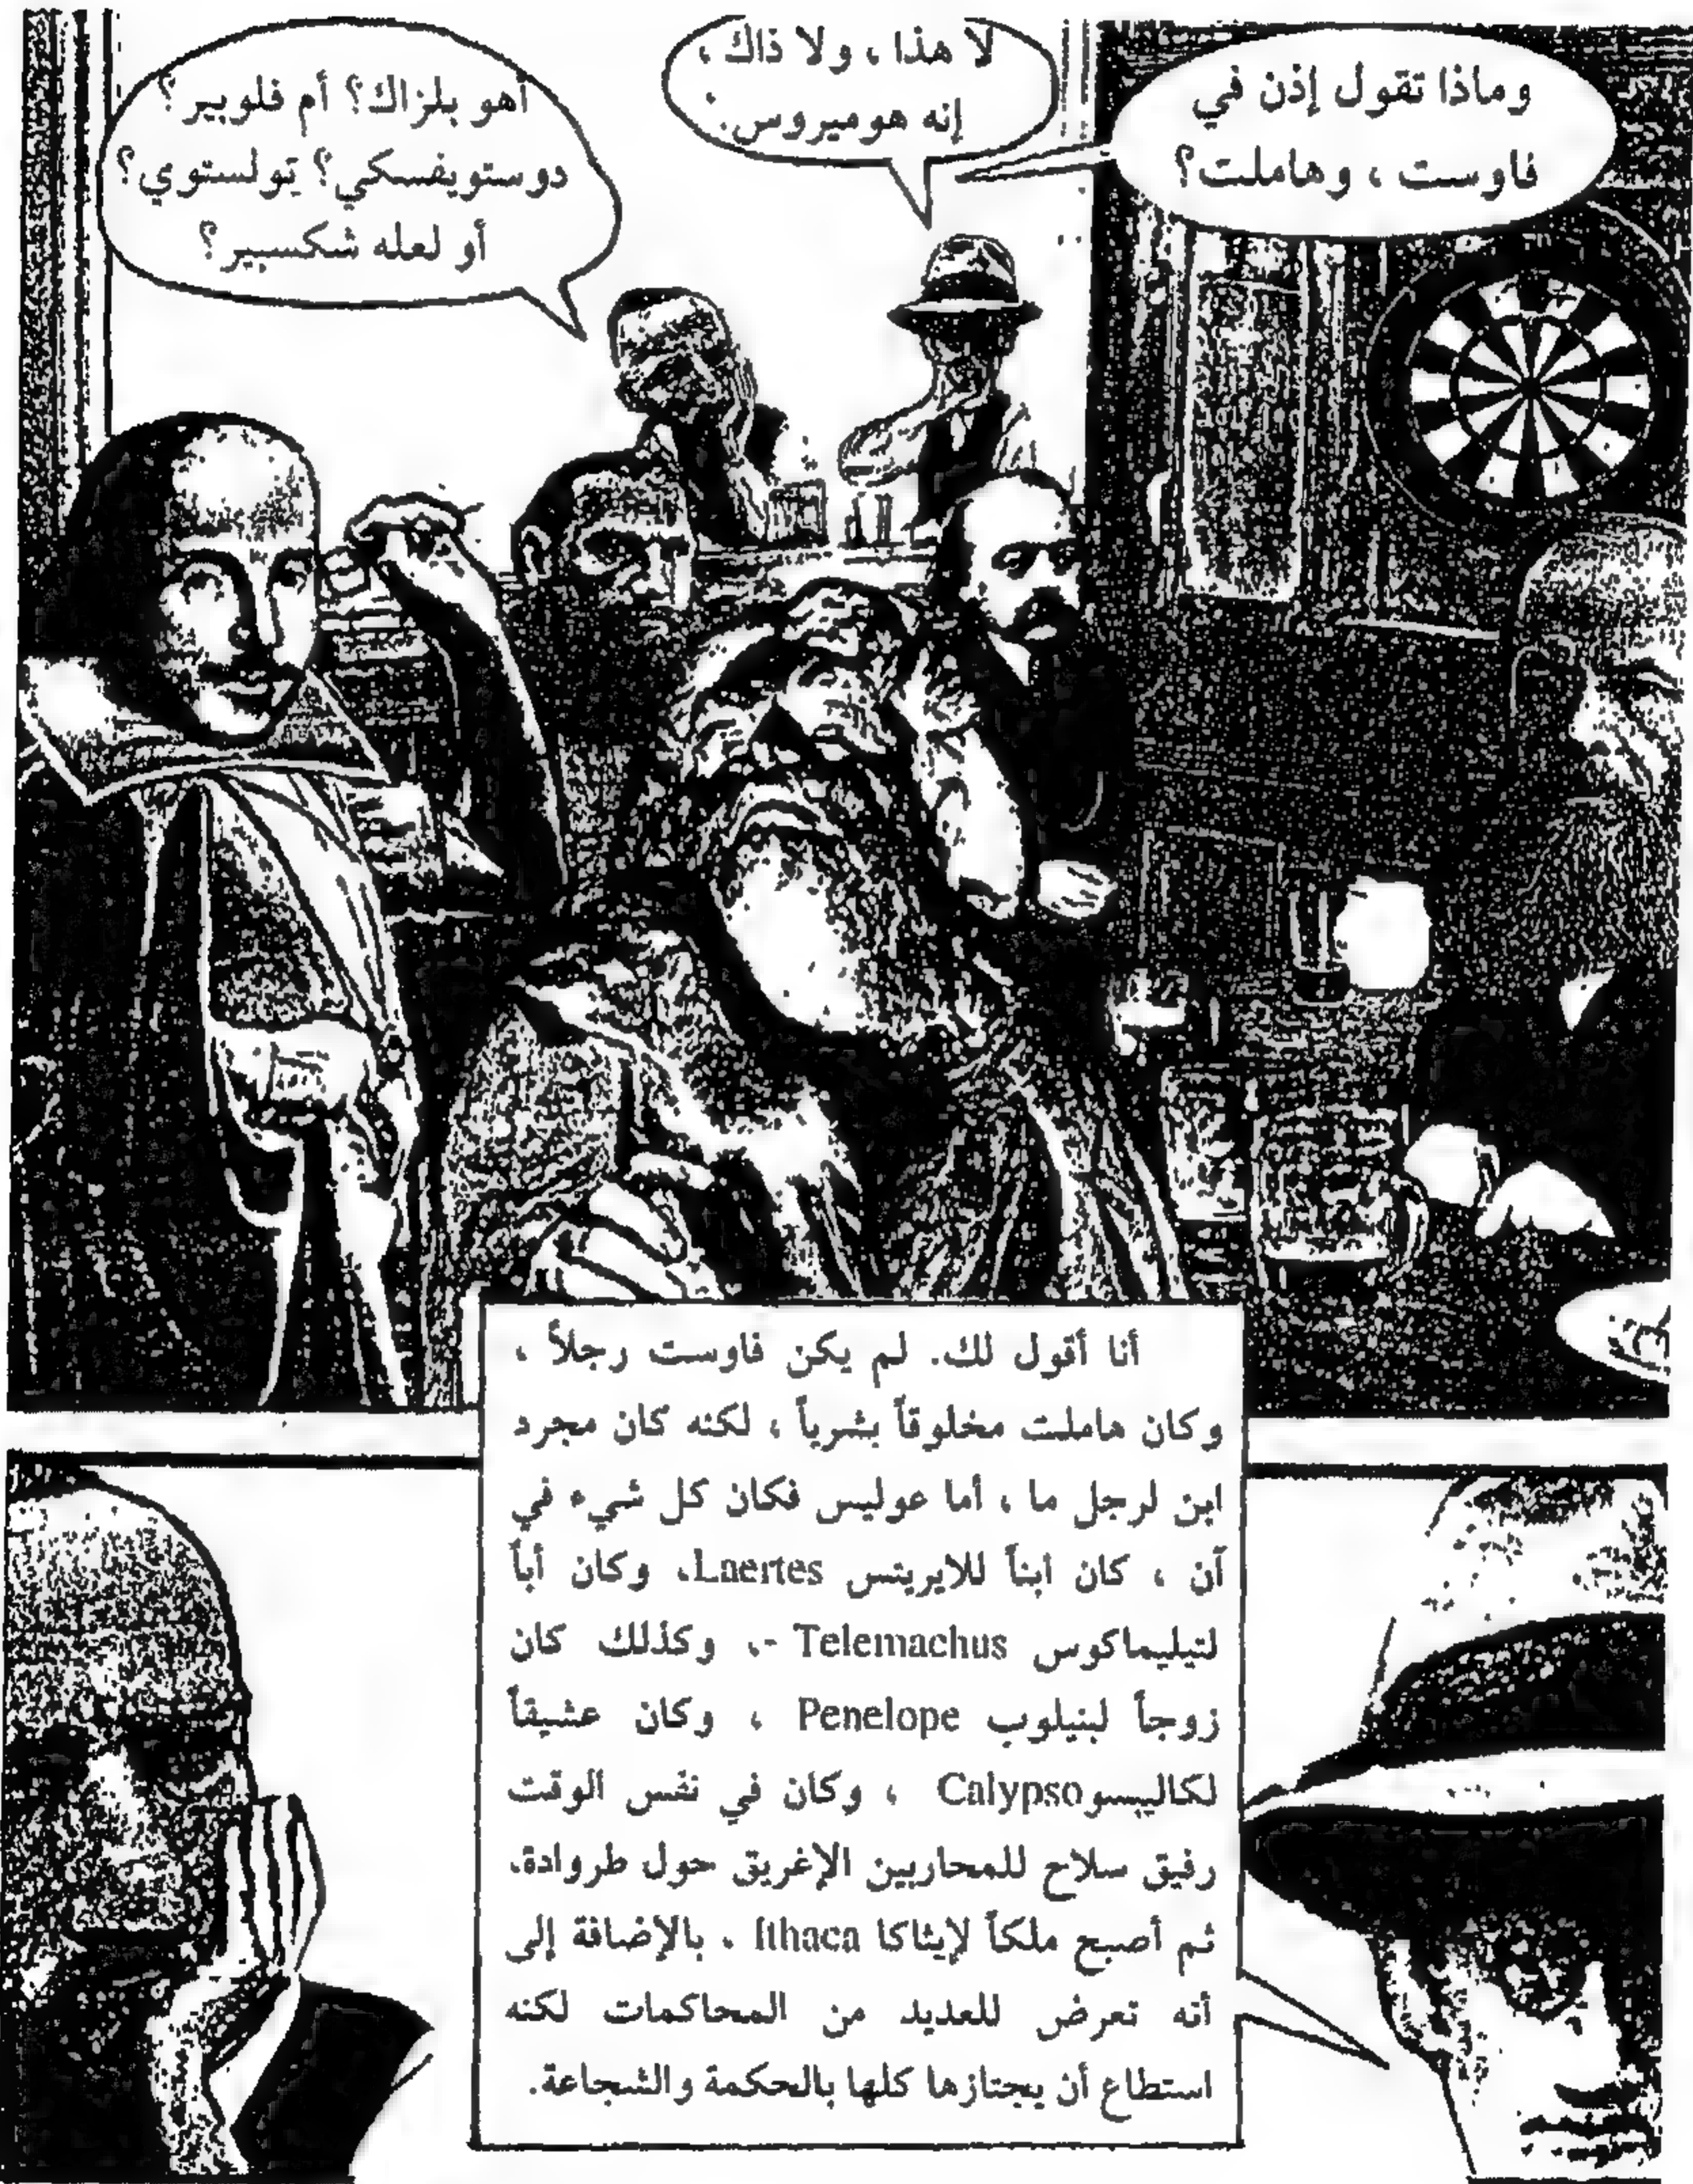 أهو بلزاك؟ أم فلوبير؟
دوستويفسكي؟ تولستوي؟
أو لعله شكسبير؟
لا هذا ، ولا ذاك ،
إنه هوميروس.
وماذا تقول إذن في
فاوست ، وهاملت؟
أنا أقول لك. لم يكن فاوست رجلاً ،
وكان هاملت مخلوقاً بشرياً ، لكنه كان مجرد
ابن لرجل ما ، أما عوليس فكان كل شيء في
آن ، كان ابناً للايريتس Laertes، وكان أباً
لتيليماكوس Telemachus -، وكذلك كان
زوجاً لبنيلوب Penelope ، وكان عشيقاً
لكاليبسو Calypso ، وكان في نفس الوقت
رفيق سلاح للمحاربين الإغريق حول طروادة،
ثم أصبح ملكاً لإيثاكا Ithaca ، بالإضافة إلى
أنه تعرض للعديد من المحاكمات لكنه
استطاع أن يجتازها كلها بالحكمة والشجاعة.